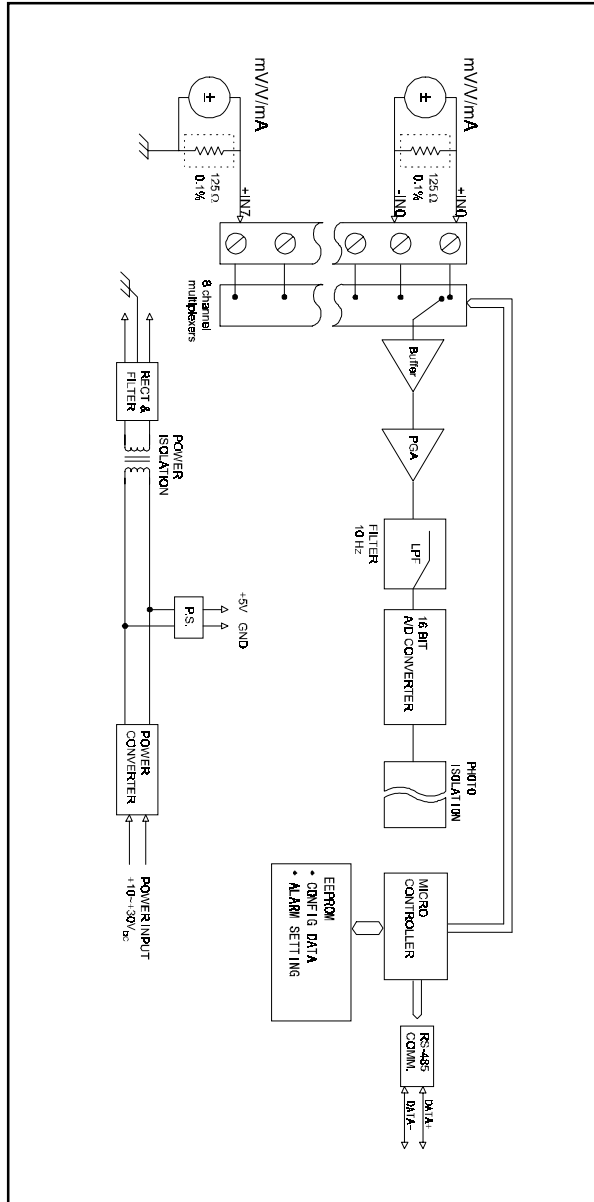 mV/V/mA
125 Ω
0.1%
+IN0
-IN0
mV/V/mA
125 Ω
0.1%
+IN7
8 channel
multiplexers
Buffer
PGA
LPF
FILTER
10 Hz
16 BIT
A/D CONVERTER
PHOTO
ISOLATION
MICRO
CONTROLLER
EEPROM
• CONFIG DATA
• ALARM SETTING
RS-485
COMM.
DATA+
DATA-
RECT &
FILTER
POWER
ISOLATION
P.S.
+5V
GND
POWER
CONVERTER
POWER INPUT
+10~+30VDC